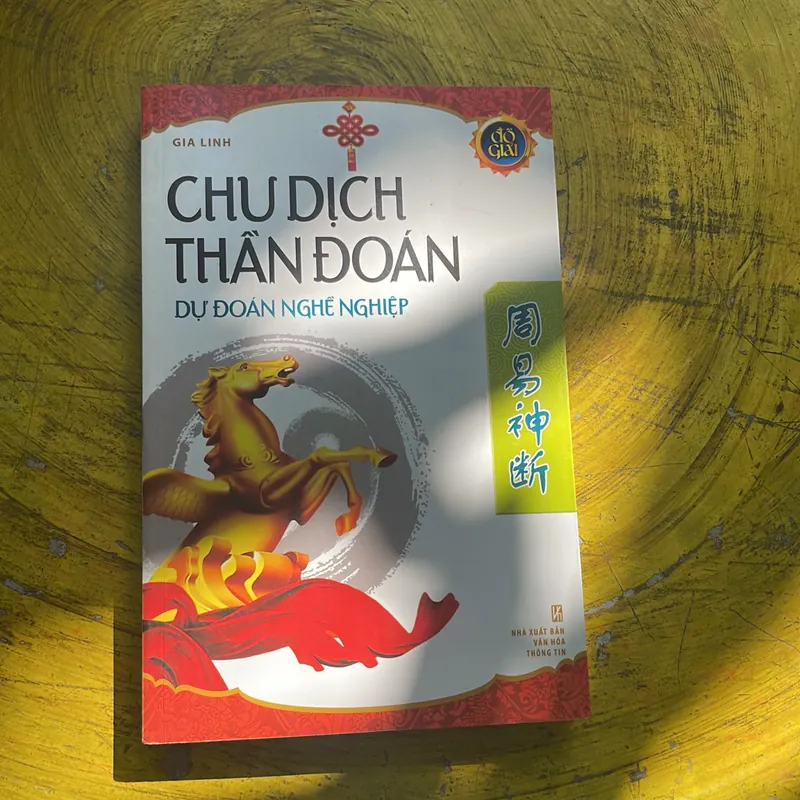 GIA LINH
ĐỒ
GIẢI
CHU DỊCH
THẦN ĐOÁN
DỰ ĐOÁN NGHỀ NGHIỆP
周易神断
NHÀ XUẤT BẢN
VĂN HÓA
THÔNG TIN